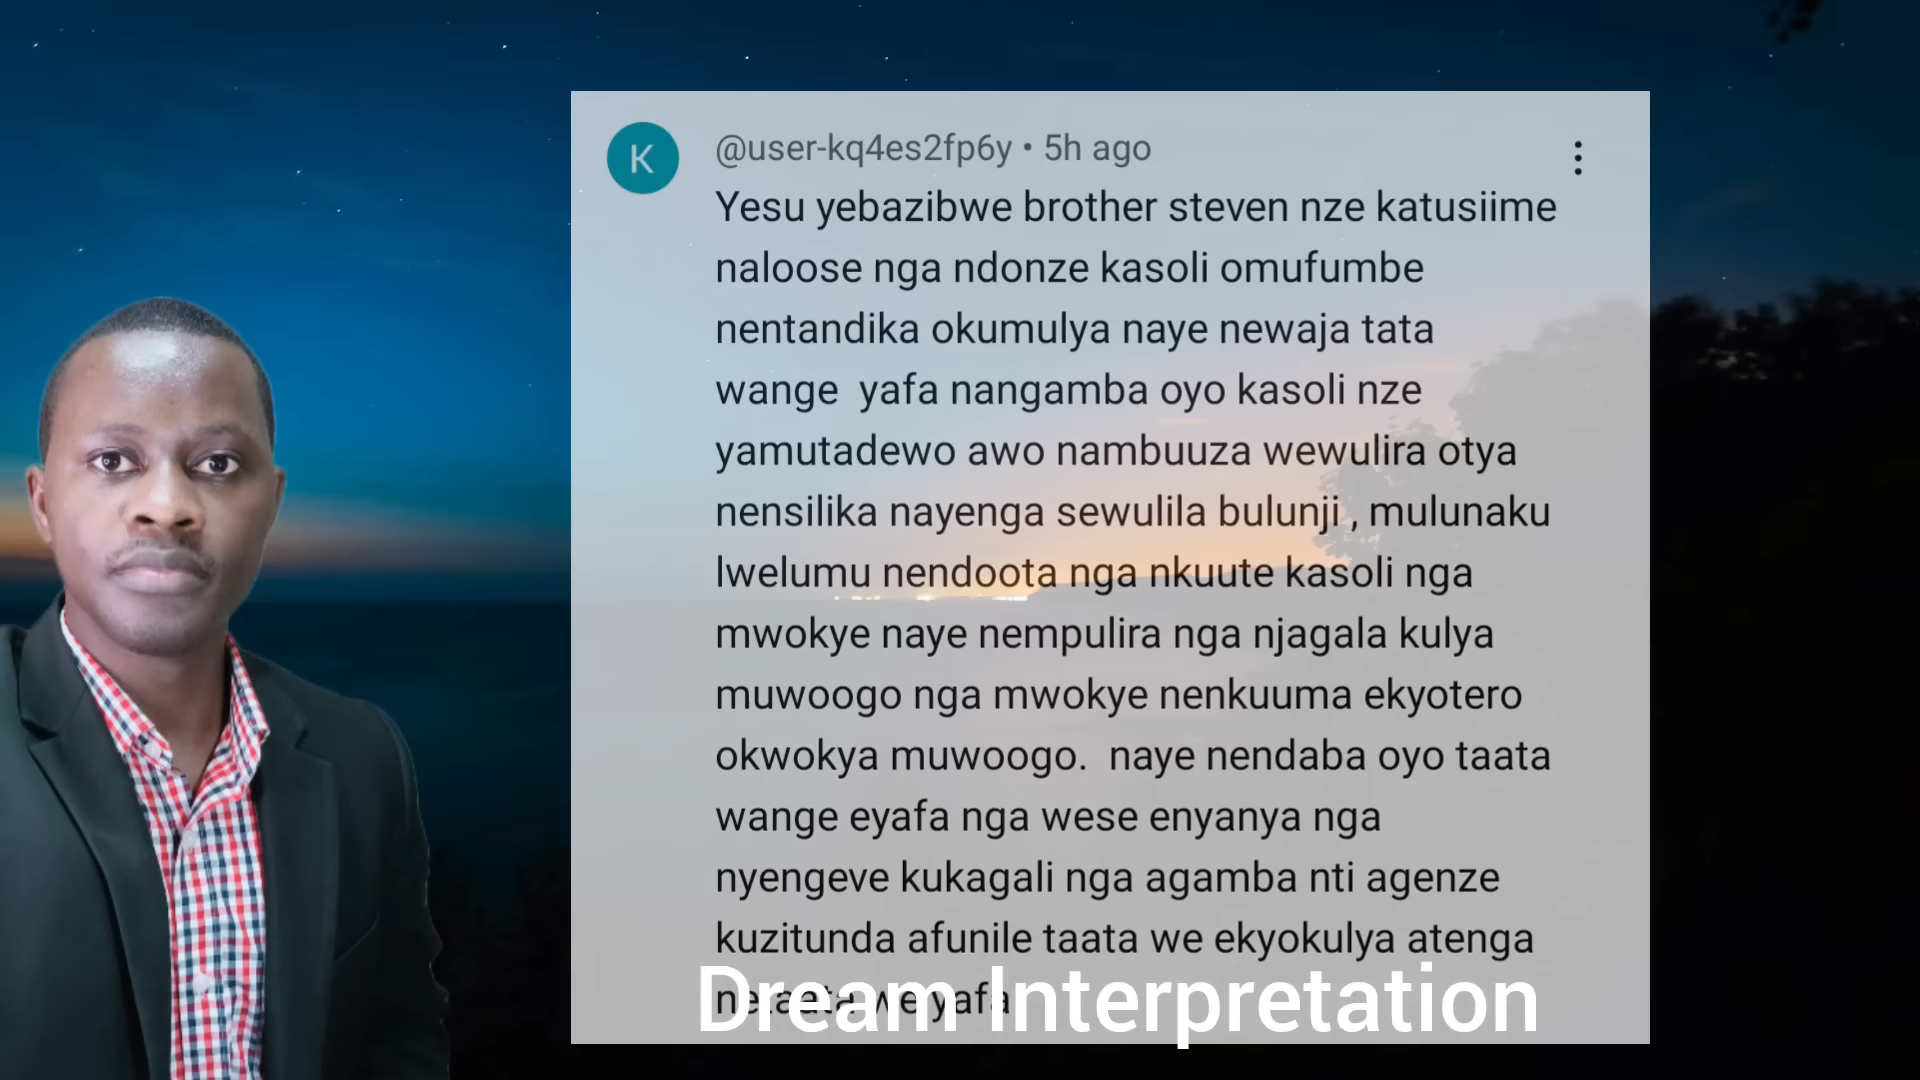 K
@user-kq4es2fp6y • 5h ago
Yesu yebazibwe brother steven nze katusiime
naloose nga ndonze kasoli omufumbe
nentandika okumulya naye newaja tata
wange yafa nangamba oyo kasoli nze
yamutadewo awo nambuuza wewulira otya
nensilika nayenga sewulila bulunji , mulunaku
lwelumu nendoota nga nkuute kasoli nga
mwokye naye nempulira nga njagala kulya
muwoogo nga mwokye nenkuuma ekyotero
okwokya muwoogo. naye nendaba oyo taata
wange eyafa nga wese enyanya nga
nyengeve kukagali nga agamba nti agenze
kuzitunda afunile taata we ekyokulya atenga
netaata we yafa
Dream Interpretation